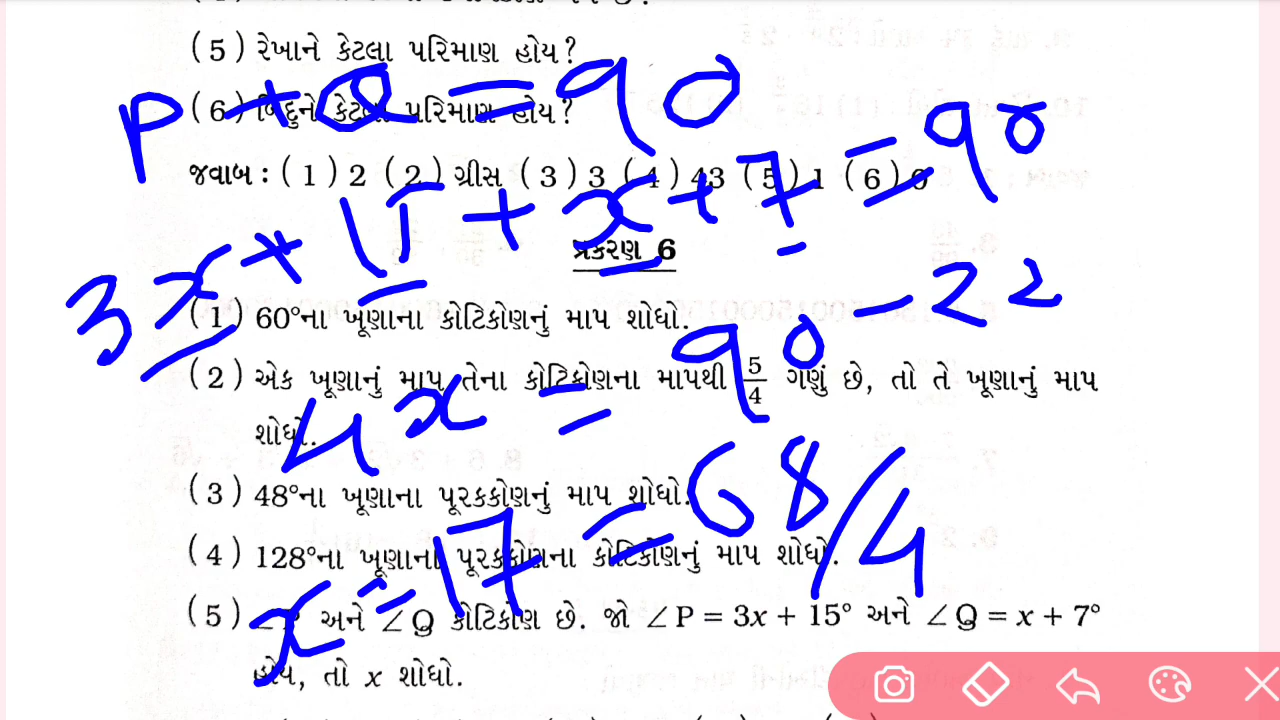 (5) રેખાને કેટલા પરિમાણ હોય?
(6) બિંદુને કેટલા પરિમાણ હોય?
P + Q = 90
જવાબ : (1) 2 (2) ગ્રીસ (3) 3 (4) 43 (5) 1 (6) 0
3x + 15 + x + 7 = 90
પ્રકરણ 6
(1) 60°ના ખૂણાના કોટિકોણનું માપ શોધો.
4x = 90 - 22
(2) એક ખૂણાનું માપ તેના કોટિકોણના માપથી 5/4 ગણું છે, તો તે ખૂણાનું માપ
શોધો.
(3) 48°ના ખૂણાના પૂરકકોણનું માપ શોધો.
= 68/4
(4) 128°ના ખૂણાના પૂરકકોણના કોટિકોણનું માપ શોધો.
x = 17
(5) ∠P અને ∠Q કોટિકોણ છે. જો ∠P = 3x + 15° અને ∠Q = x + 7°
હોય, તો x શોધો.